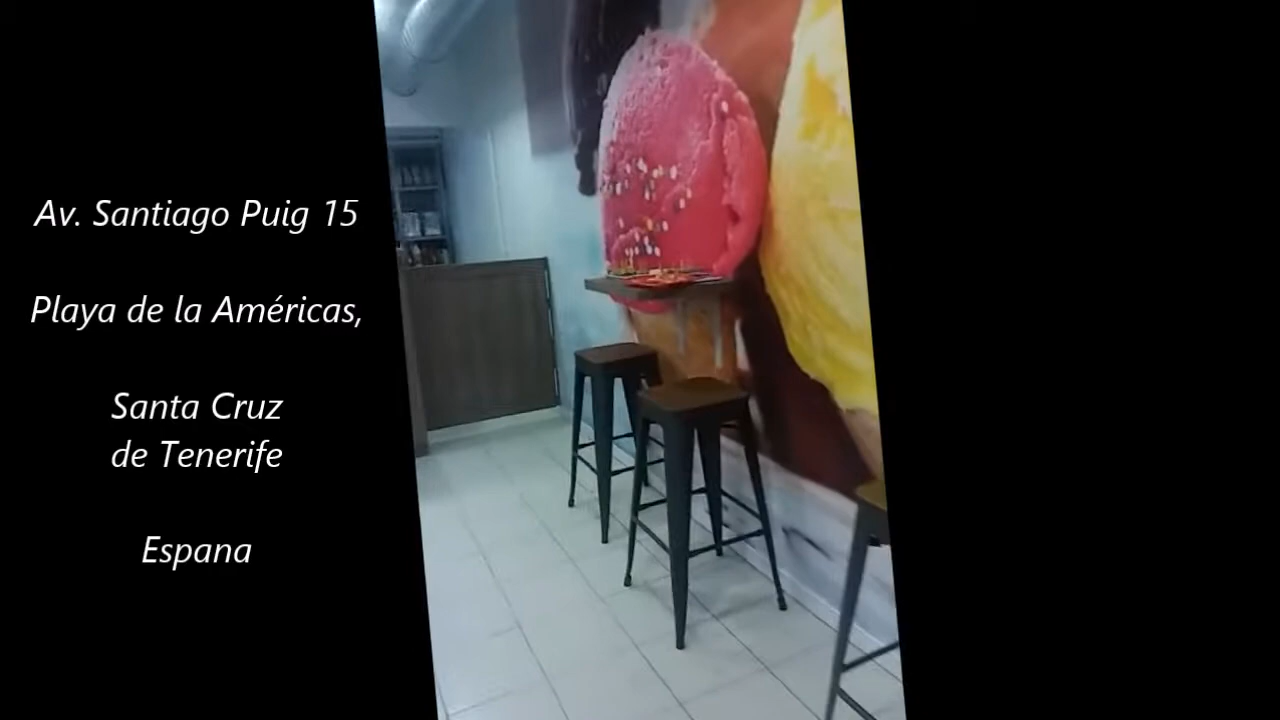 Av. Santiago Puig 15
Playa de la Américas,
Santa Cruz
de Tenerife
Espana